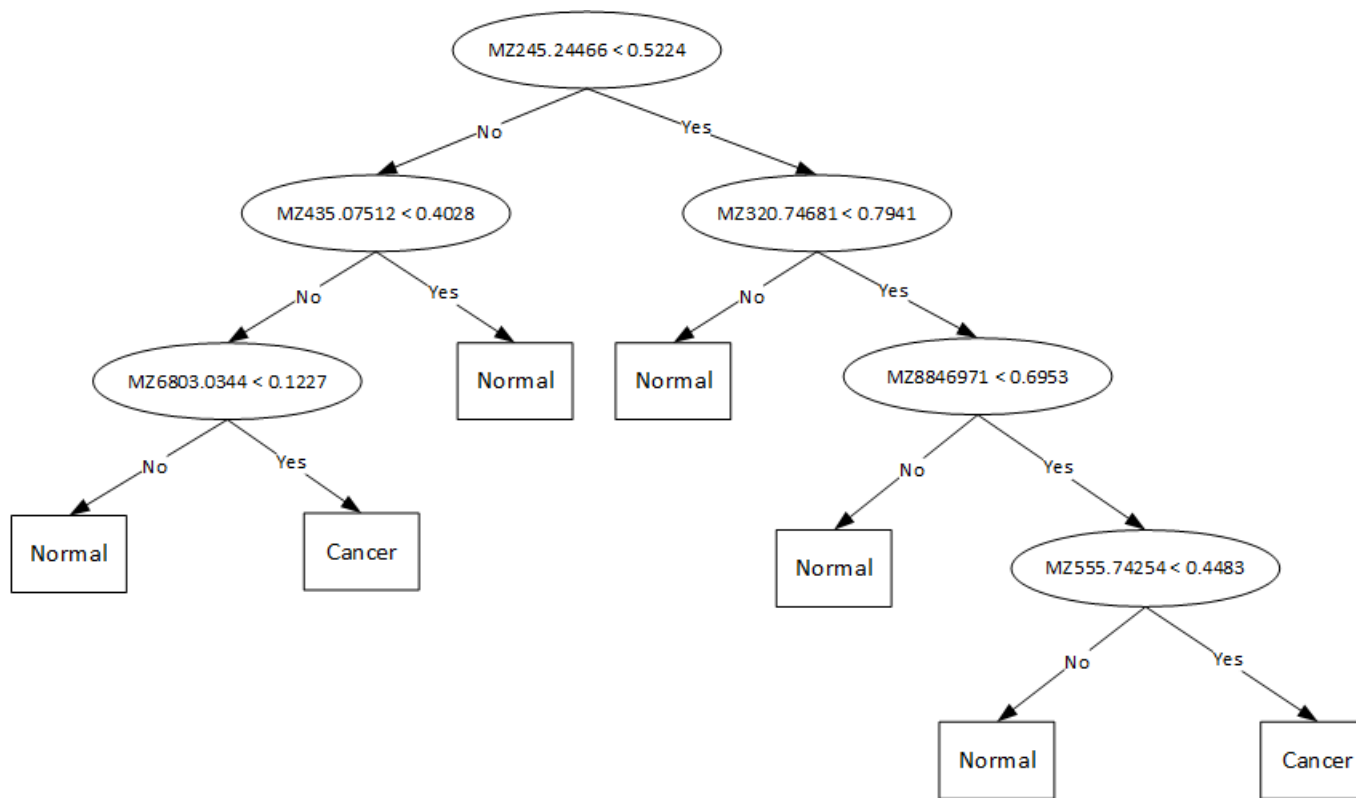 MZ245.24466 < 0.5224
No
Yes
MZ435.07512 < 0.4028
MZ320.74681 < 0.7941
No
Yes
No
Yes
MZ6803.0344 < 0.1227
Normal
Normal
MZ8846971 < 0.6953
No
Yes
No
Yes
Normal
Cancer
Normal
MZ555.74254 < 0.4483
No
Yes
Normal
Cancer